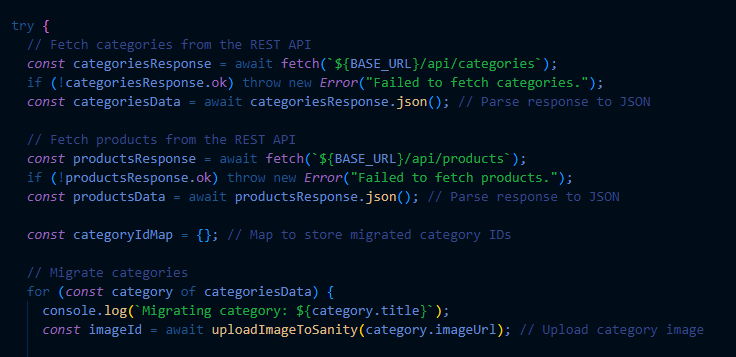 try {
// Fetch categories from the REST API
const categoriesResponse = await fetch(`${BASE_URL}/api/categories`);
if (!categoriesResponse.ok) throw new Error("Failed to fetch categories.");
const categoriesData = await categoriesResponse.json(); // Parse response to JSON
// Fetch products from the REST API
const productsResponse = await fetch(`${BASE_URL}/api/products`);
if (!productsResponse.ok) throw new Error("Failed to fetch products.");
const productsData = await productsResponse.json(); // Parse response to JSON
const categoryIdMap = {}; // Map to store migrated category IDs
// Migrate categories
for (const category of categoriesData) {
console.log(`Migrating category: ${category.title}`);
const imageId = await uploadImageToSanity(category.imageUrl); // Upload category image